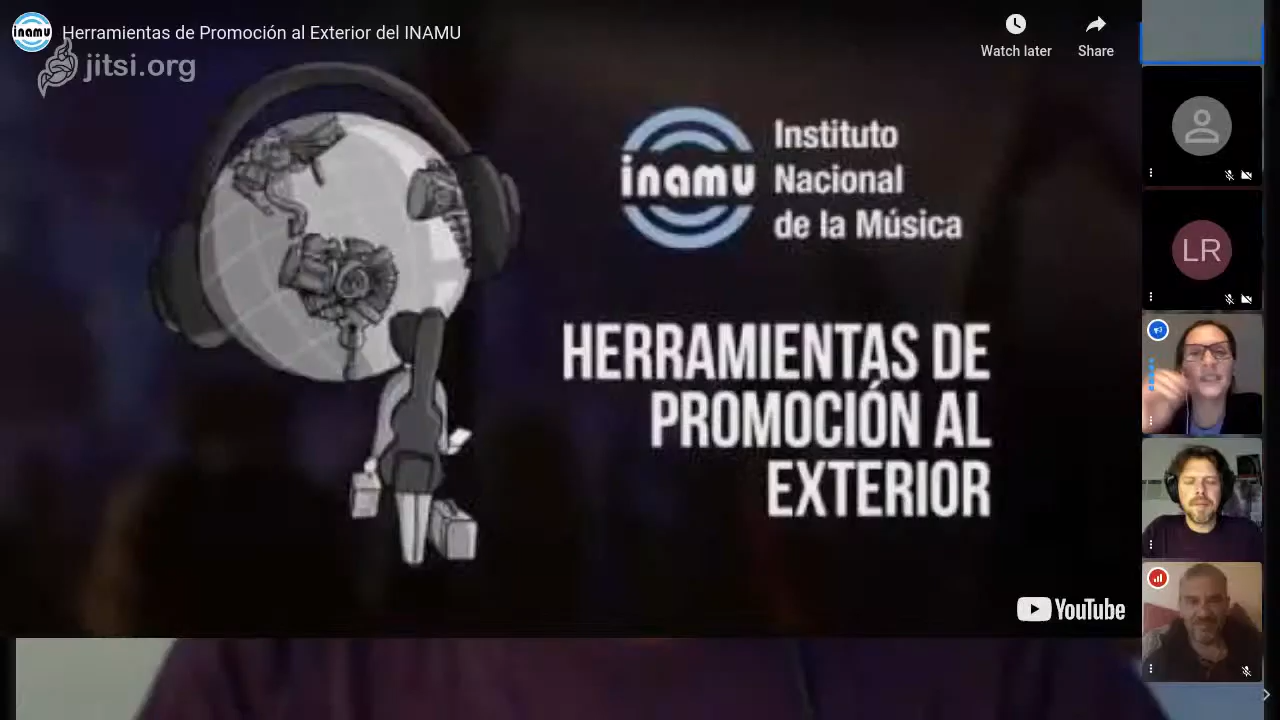 inamu
Herramientas de Promoción al Exterior del INAMU
jitsi.org
Watch later
Share
inamu
Instituto
Nacional
de la Música
HERRAMIENTAS DE
PROMOCIÓN AL
EXTERIOR
YouTube
LR